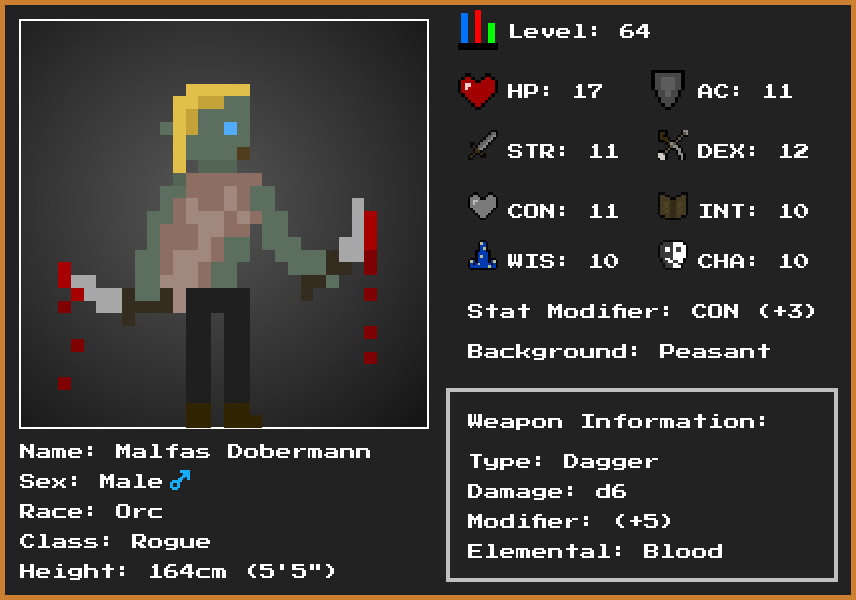 Level: 64
HP: 17 AC: 11
STR: 11 DEX: 12
CON: 11 INT: 10
WIS: 10 CHA: 10
Stat Modifier: CON (+3)
Background: Peasant
Weapon Information:
Type: Dagger
Damage: d6
Modifier: (+5)
Elemental: Blood
Name: Malfas Dobermann
Sex: Male♂
Race: Orc
Class: Rogue
Height: 164cm (5'5")